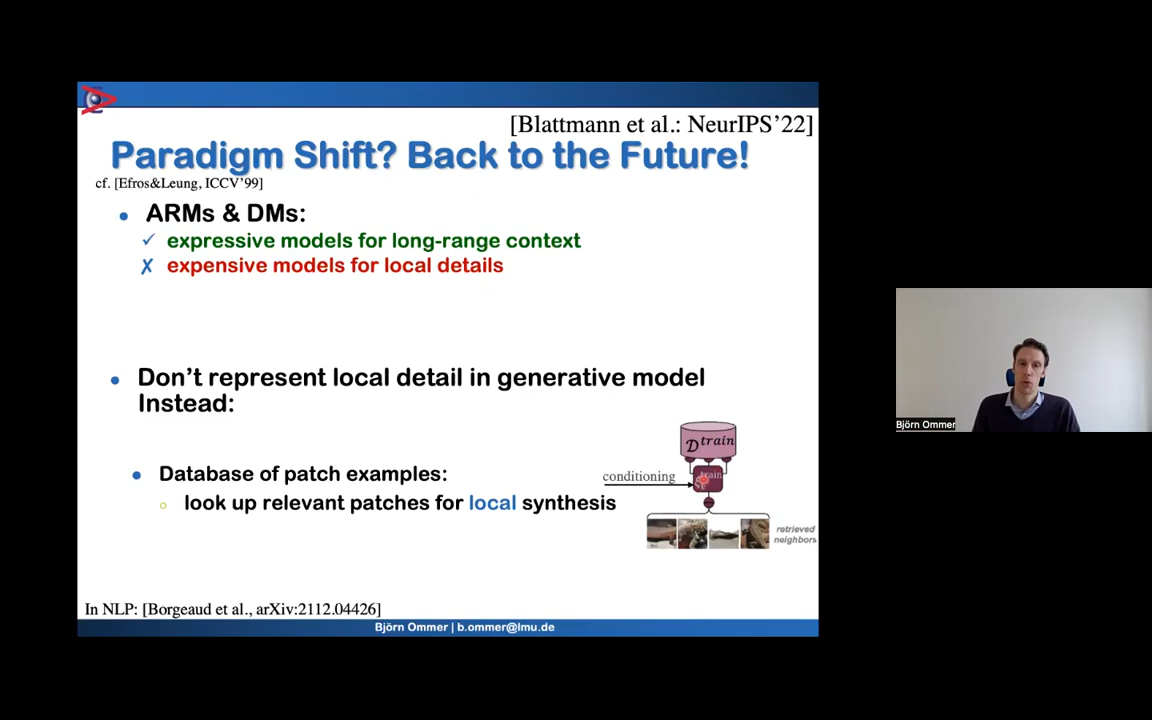 [Blattmann et al.: NeurIPS’22]
Paradigm Shift? Back to the Future!
cf. [Efros&Leung, ICCV’99]
• ARMs & DMs:
✓ expressive models for long-range context
✗ expensive models for local details
• Don’t represent local detail in generative model
Instead:
D train
conditioning
train
• Database of patch examples:
○ look up relevant patches for local synthesis
retrieved
neighbors
In NLP: [Borgeaud et al., arXiv:2112.04426]
Björn Ommer | b.ommer@lmu.de
Björn Ommer